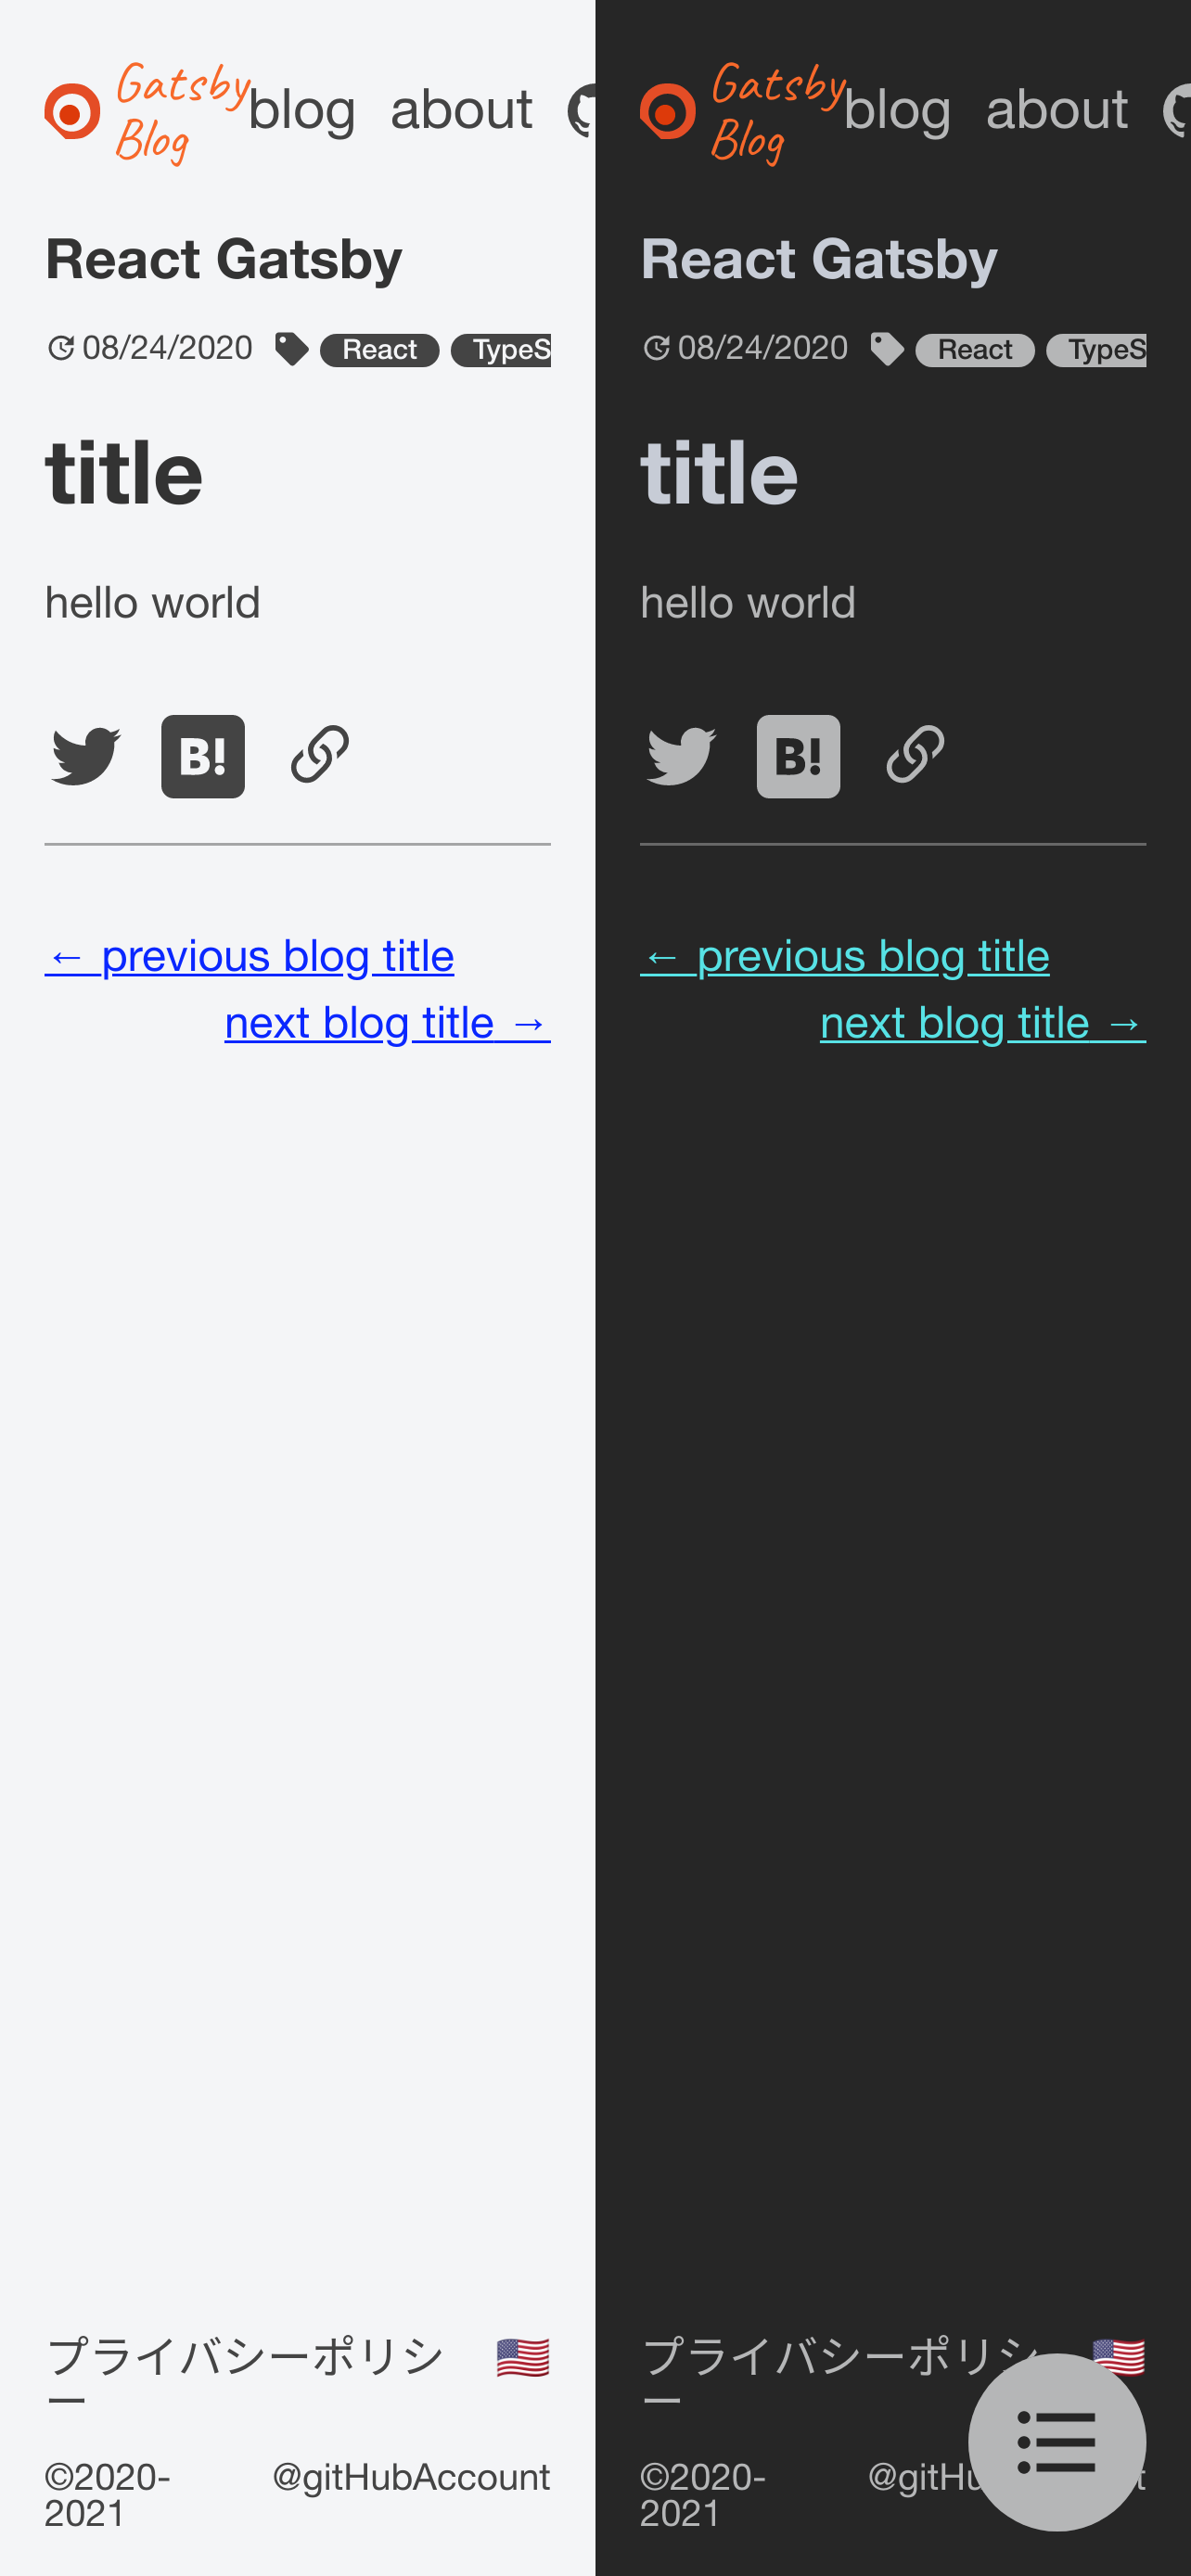 Gatsby
Blog
blog about
React Gatsby
08/24/2020 React TypeS
title
hello world
B!
← previous blog title
next blog title →
プライバシーポリシ
ー
©2020-
2021
@gitHubAccount
Gatsby
Blog
blog about
React Gatsby
08/24/2020 React TypeS
title
hello world
B!
← previous blog title
next blog title →
プライバシーポリシ
ー
©2020-
2021